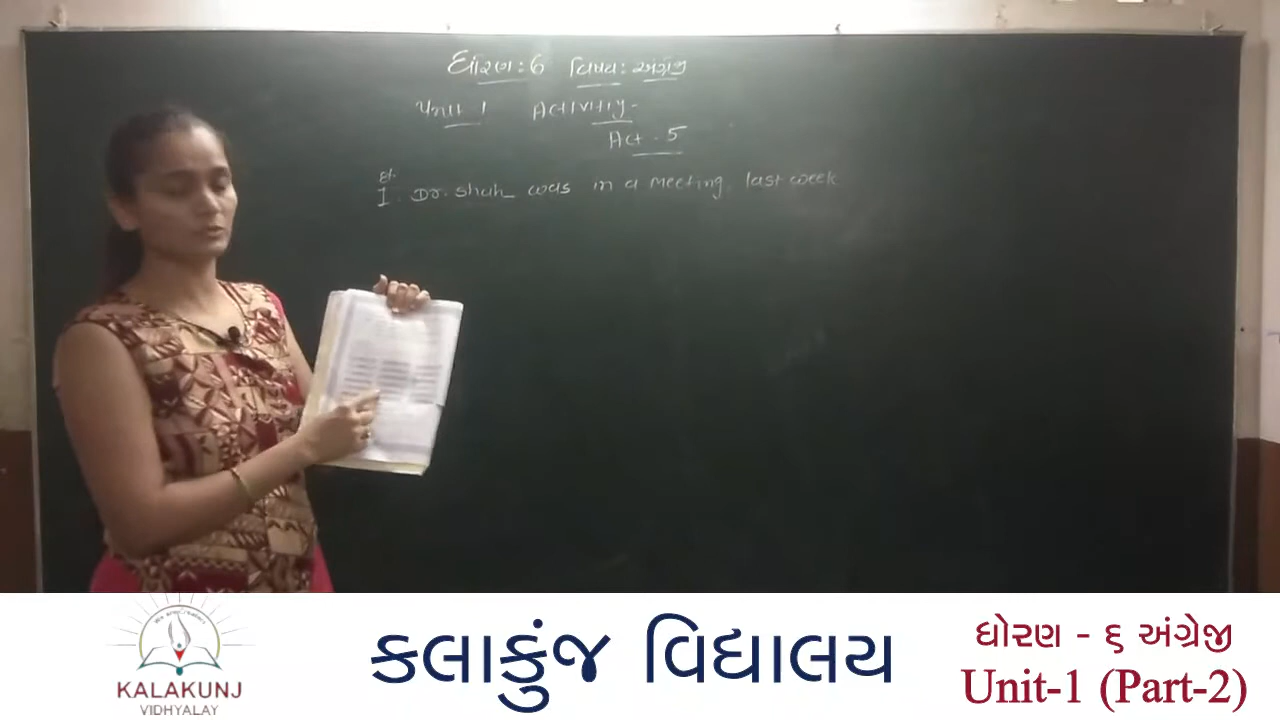 ધોરણ : 6 વિષય : અંગ્રેજી
Unit 1 Activity -
Act - 5
1. Dr. Shah was in a meeting last week
KALAKUNJ
VIDHYALAY
કલાકુંજ વિદ્યાલય
ધોરણ - ૬ અંગ્રેજી
Unit-1 (Part-2)